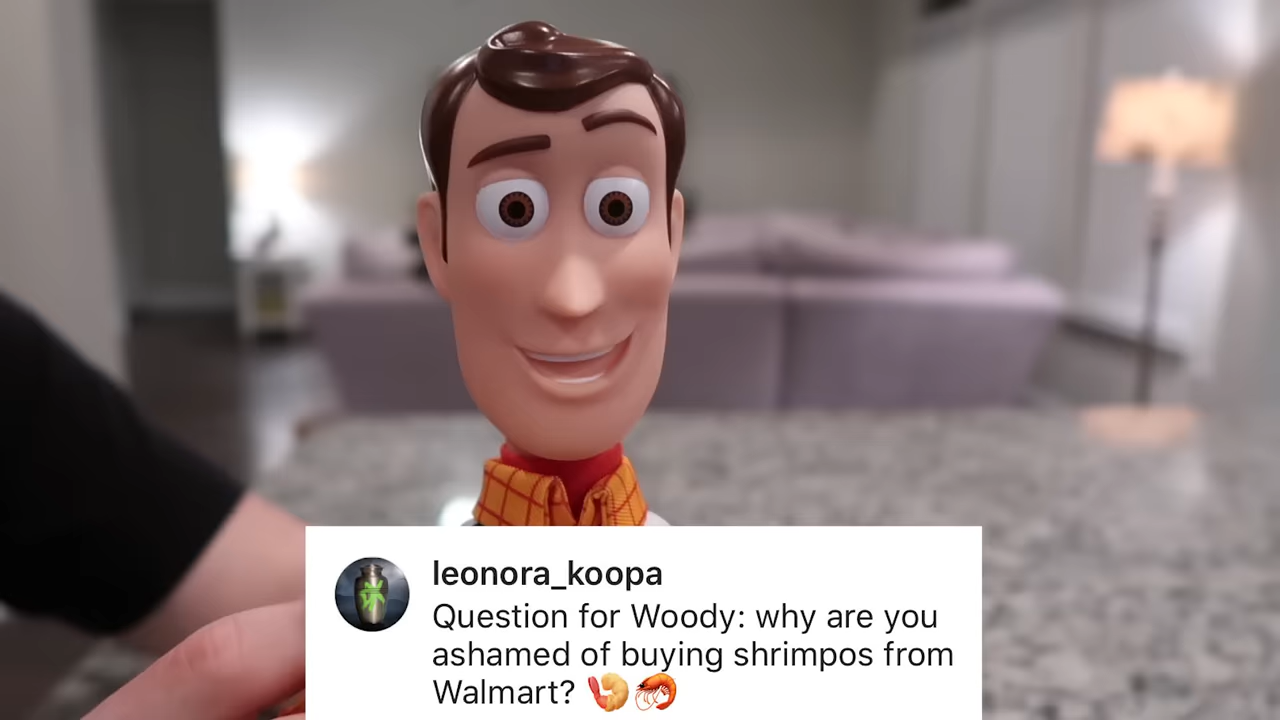 leonora_koopa
Question for Woody: why are you
ashamed of buying shrimpos from
Walmart? 🍤🦐